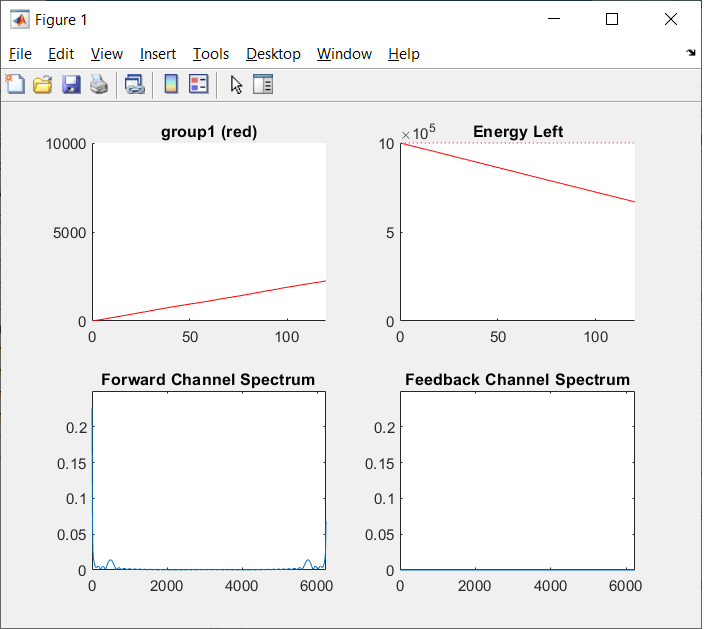 Figure 1
File Edit View Insert Tools Desktop Window Help
group1 (red)
10000
5000
0
0 50 100
×10⁵ Energy Left
10
5
0
0 50 100
Forward Channel Spectrum
0.2
0.15
0.1
0.05
0
0 2000 4000 6000
Feedback Channel Spectrum
0.2
0.15
0.1
0.05
0
0 2000 4000 6000